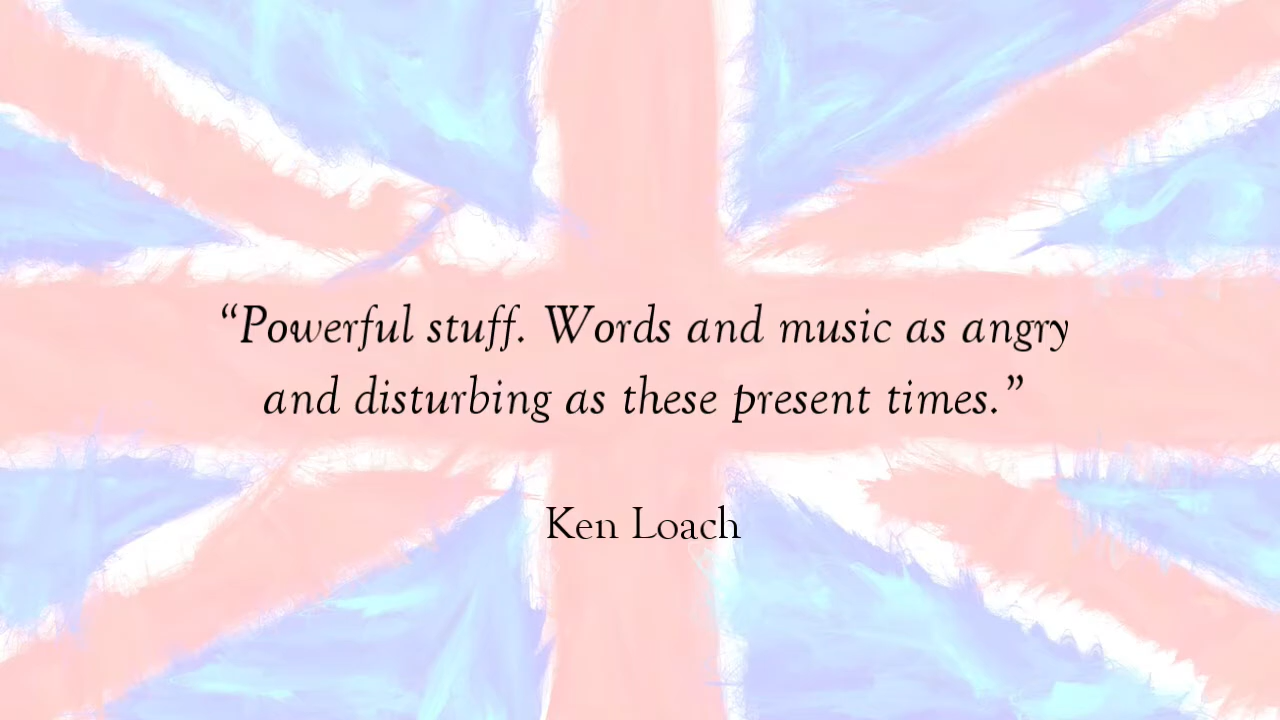 “Powerful stuff. Words and music as angry
and disturbing as these present times.”
Ken Loach